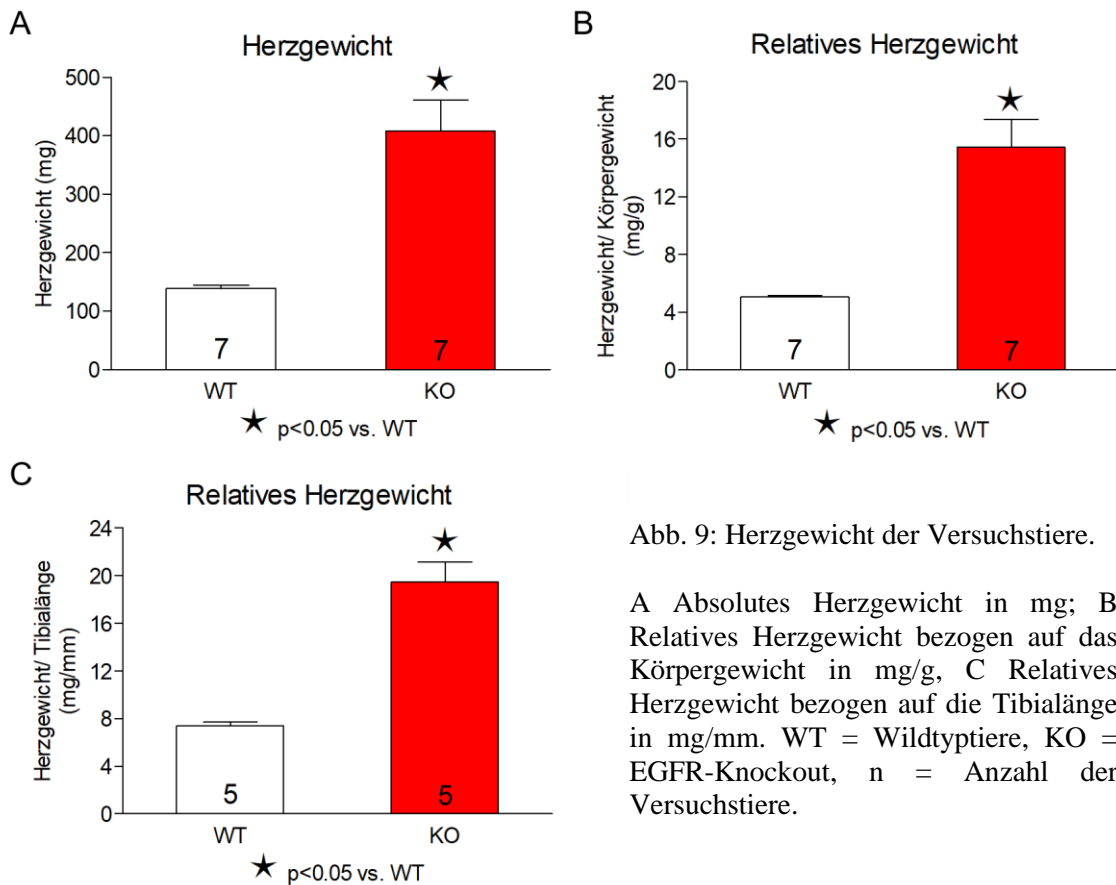 A
Herzgewicht
Herzgewicht (mg)
500
400
300
200
100
0
7
7
WT
KO
★ p<0.05 vs. WT
B
Relatives Herzgewicht
Herzgewicht/ Körpergewicht
(mg/g)
20
16
12
8
4
0
7
7
WT
KO
★ p<0.05 vs. WT
C
Relatives Herzgewicht
Herzgewicht/ Tibialänge
(mg/mm)
24
20
16
12
8
4
0
5
5
WT
KO
★ p<0.05 vs. WT
Abb. 9: Herzgewicht der Versuchstiere.
A Absolutes Herzgewicht in mg; B
Relatives Herzgewicht bezogen auf das
Körpergewicht in mg/g, C Relatives
Herzgewicht bezogen auf die Tibialänge
in mg/mm. WT = Wildtyptiere, KO =
EGFR-Knockout, n = Anzahl der
Versuchstiere.